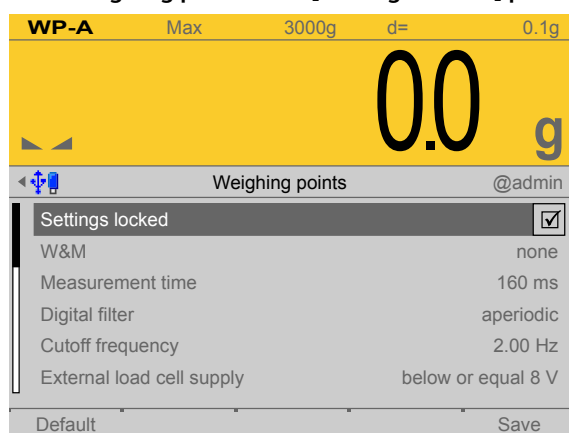 WP-A Max 3000g d= 0.1g
0.0 g
Weighing points @admin
Settings locked
W&M none
Measurement time 160 ms
Digital filter aperiodic
Cutoff frequency 2.00 Hz
External load cell supply below or equal 8 V
Default Save